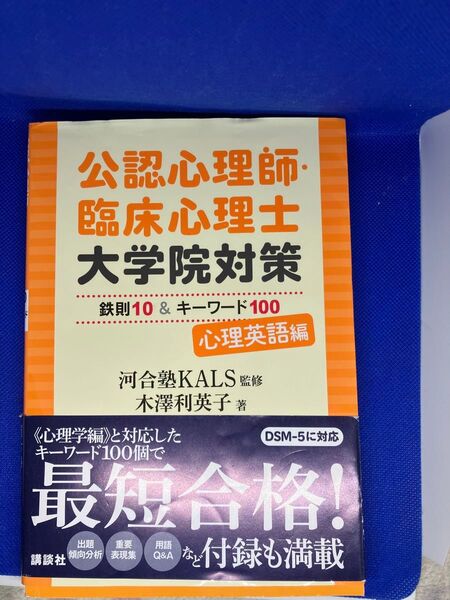 公認心理師・
臨床心理士
大学院対策
鉄則10 & キーワード100
心理英語編
河合塾KALS 監修
木澤利英子 著
《心理学編》と対応した
キーワード100個で
DSM-5に対応
最短合格!
出題
傾向分析
重要
表現集
用語
Q&A
など付録も満載
講談社